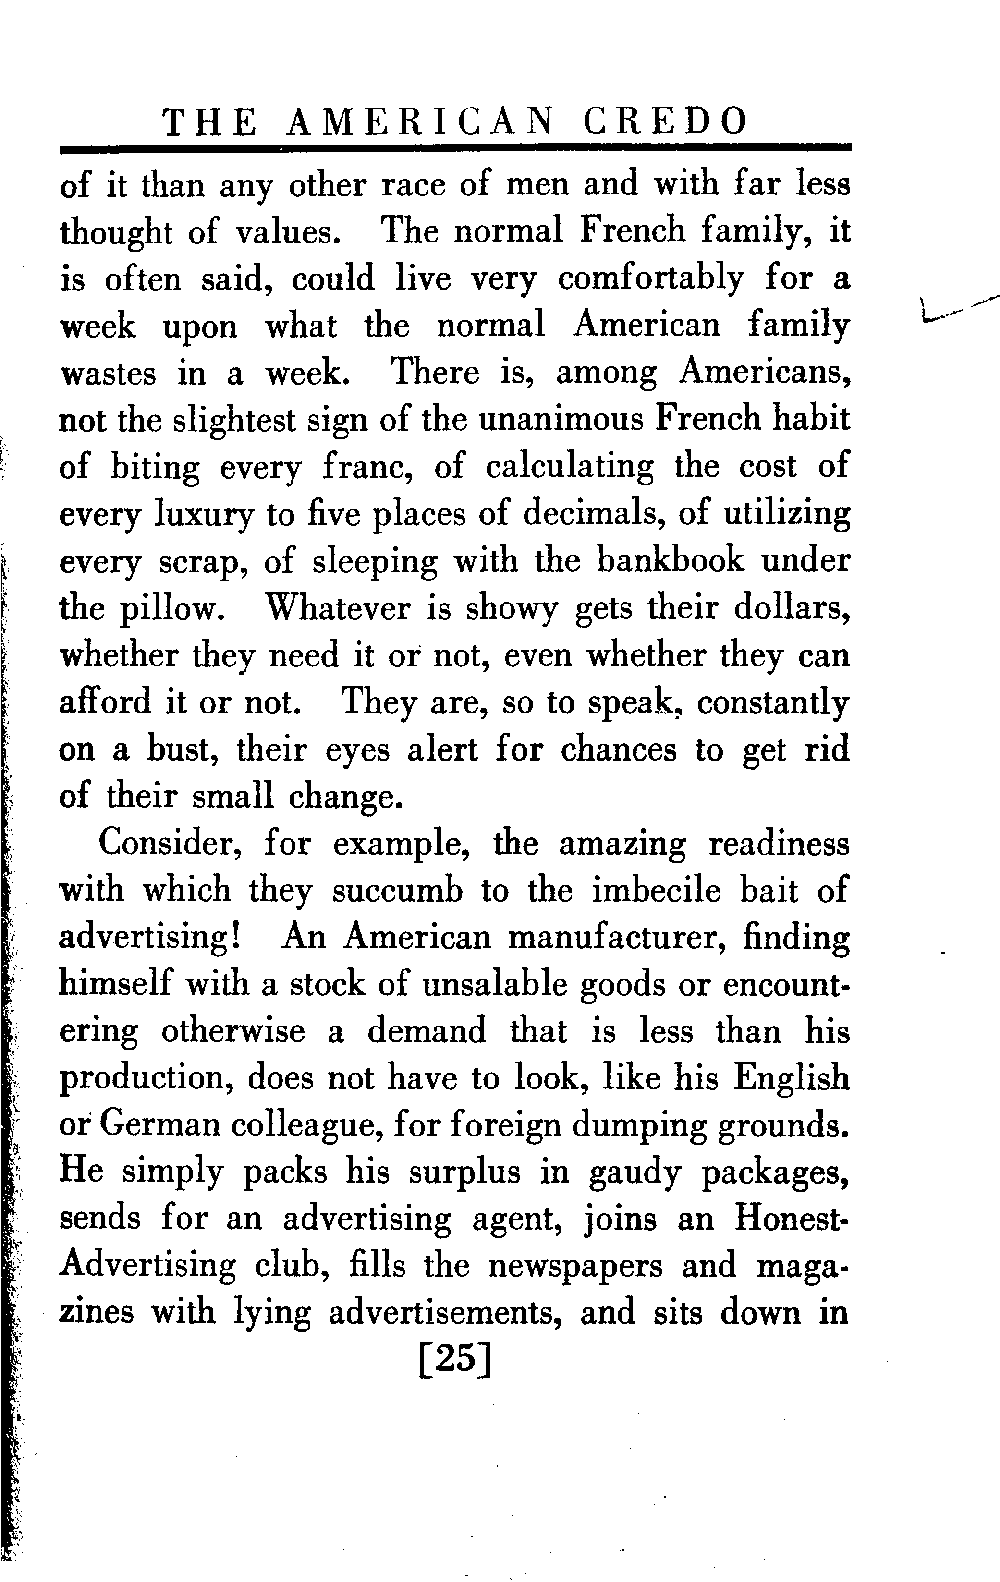 THE AMERICAN CREDO
of it than any other race of men and with far less
thought of values. The normal French family, it
is often said, could live very comfortably for a
week upon what the normal American family
wastes in a week. There is, among Americans,
not the slightest sign of the unanimous French habit
of biting every franc, of calculating the cost of
every luxury to five places of decimals, of utilizing
every scrap, of sleeping with the bankbook under
the pillow. Whatever is showy gets their dollars,
whether they need it or not, even whether they can
afford it or not. They are, so to speak, constantly
on a bust, their eyes alert for chances to get rid
of their small change.
Consider, for example, the amazing readiness
with which they succumb to the imbecile bait of
advertising! An American manufacturer, finding
himself with a stock of unsalable goods or encount-
ering otherwise a demand that is less than his
production, does not have to look, like his English
or German colleague, for foreign dumping grounds.
He simply packs his surplus in gaudy packages,
sends for an advertising agent, joins an Honest-
Advertising club, fills the newspapers and maga-
zines with lying advertisements, and sits down in
[25]